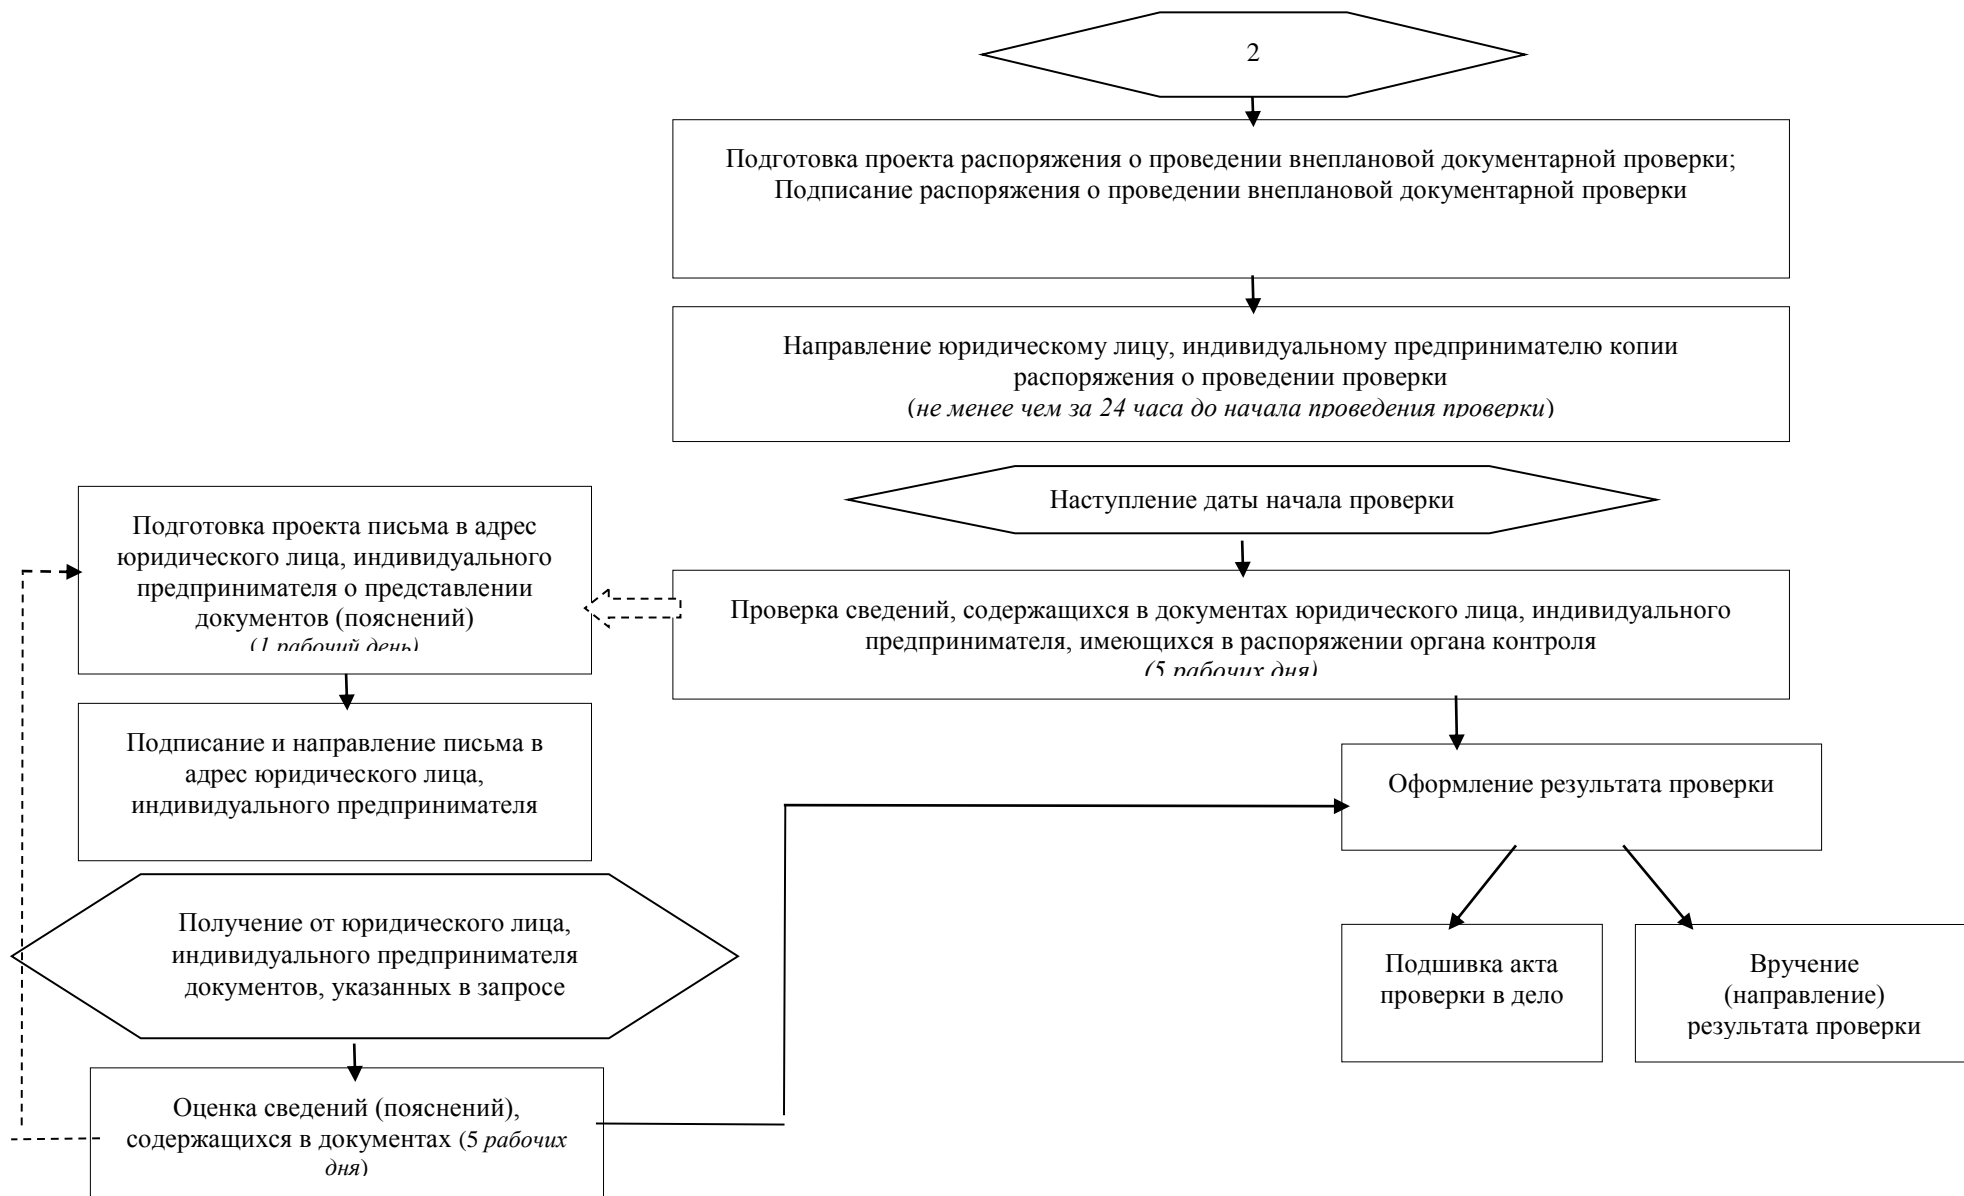 2
Подготовка проекта распоряжения о проведении внеплановой документарной проверки;
Подписание распоряжения о проведении внеплановой документарной проверки
Направление юридическому лицу, индивидуальному предпринимателю копии
распоряжения о проведении проверки
(не менее чем за 24 часа до начала проведения проверки)
Наступление даты начала проверки
Подготовка проекта письма в адрес
юридического лица, индивидуального
предпринимателя о представлении
документов (пояснений)
(1 рабочий день)
Проверка сведений, содержащихся в документах юридического лица, индивидуального
предпринимателя, имеющихся в распоряжении органа контроля
(5 рабочих дня)
Подписание и направление письма в
адрес юридического лица,
индивидуального предпринимателя
Оформление результата проверки
Получение от юридического лица,
индивидуального предпринимателя
документов, указанных в запросе
Подшивка акта
проверки в дело
Вручение
(направление)
результата проверки
Оценка сведений (пояснений),
содержащихся в документах (5 рабочих
дня)